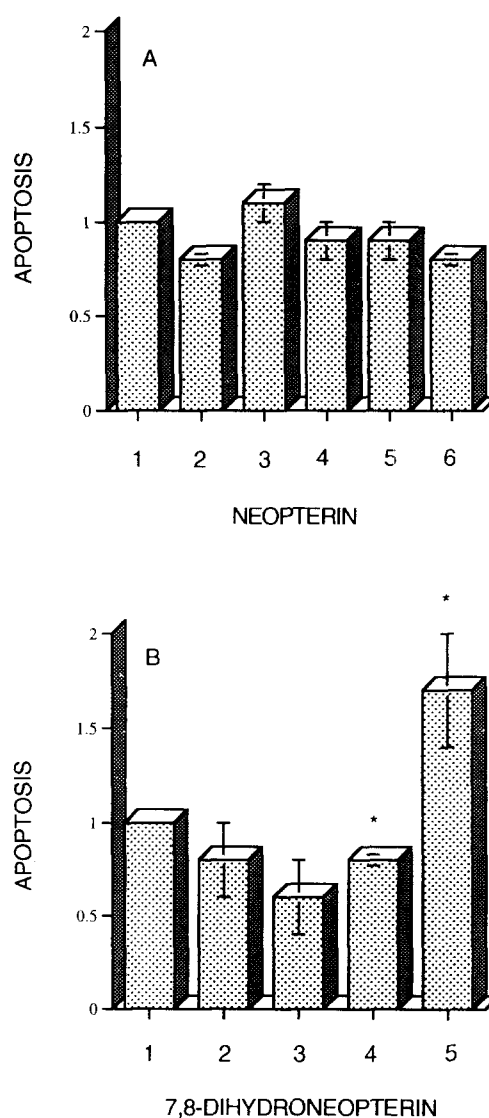 2
A
1.5
APOPTOSIS
1
0.5
0
1 2 3 4 5 6
NEOPTERIN
*
2
B
1.5
*
APOPTOSIS
1
0.5
0
1 2 3 4 5
7,8-DIHYDRONEOPTERIN